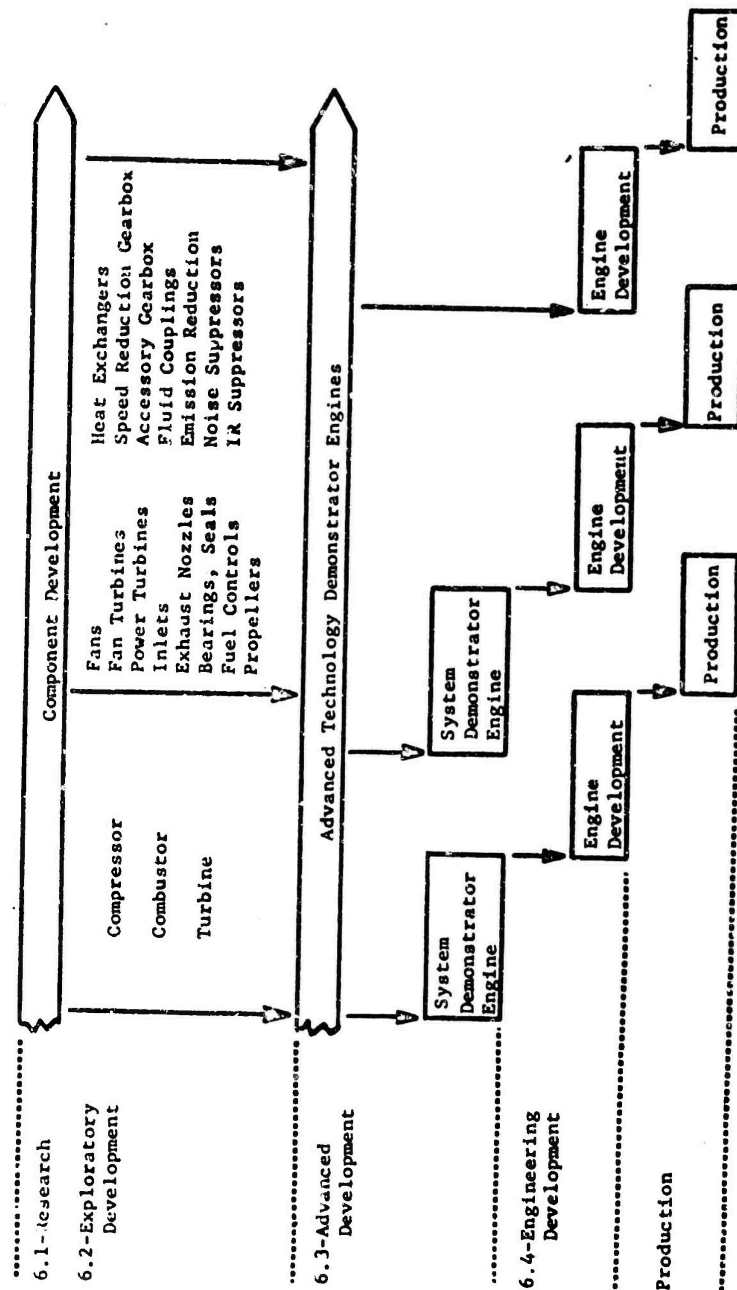 6.1-Research
6.2-Exploratory
Development
Component Development
Compressor
Combustor
Turbine
Fans
Fan Turbines
Power Turbines
Inlets
Exhaust Nozzles
Bearings, Seals
Fuel Controls
Propellers
Heat Exchangers
Speed Reduction Gearbox
Accessory Gearbox
Fluid Couplings
Emission Reduction
Noise Suppressors
IR Suppressors
6.3-Advanced
Development
Advanced Technology Demonstrator Engines
System
Demonstrator
Engine
System
Demonstrator
Engine
6.4-Engineering
Development
Engine
Development
Engine
Development
Engine
Development
Production
Production
Production
Production